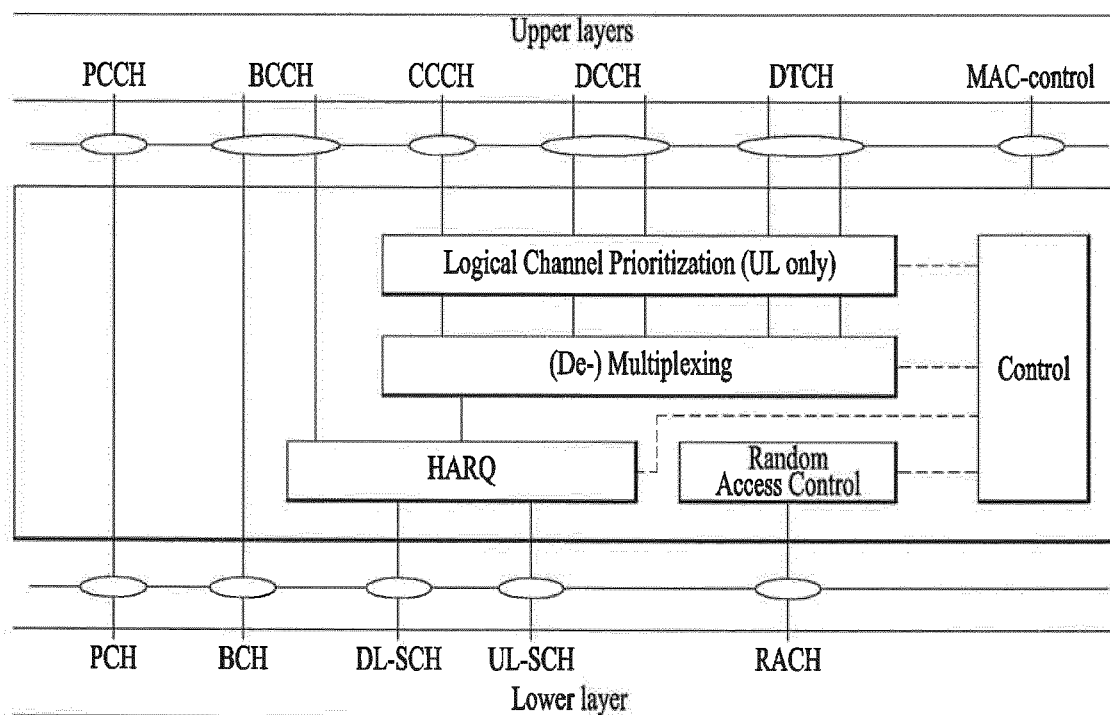 Upper layers
PCCH BCCH CCCH DCCH DTCH MAC-control
Logical Channel Prioritization (UL only)
(De-) Multiplexing
Control
HARQ
Random
Access Control
PCH BCH DL-SCH UL-SCH RACH
Lower layer